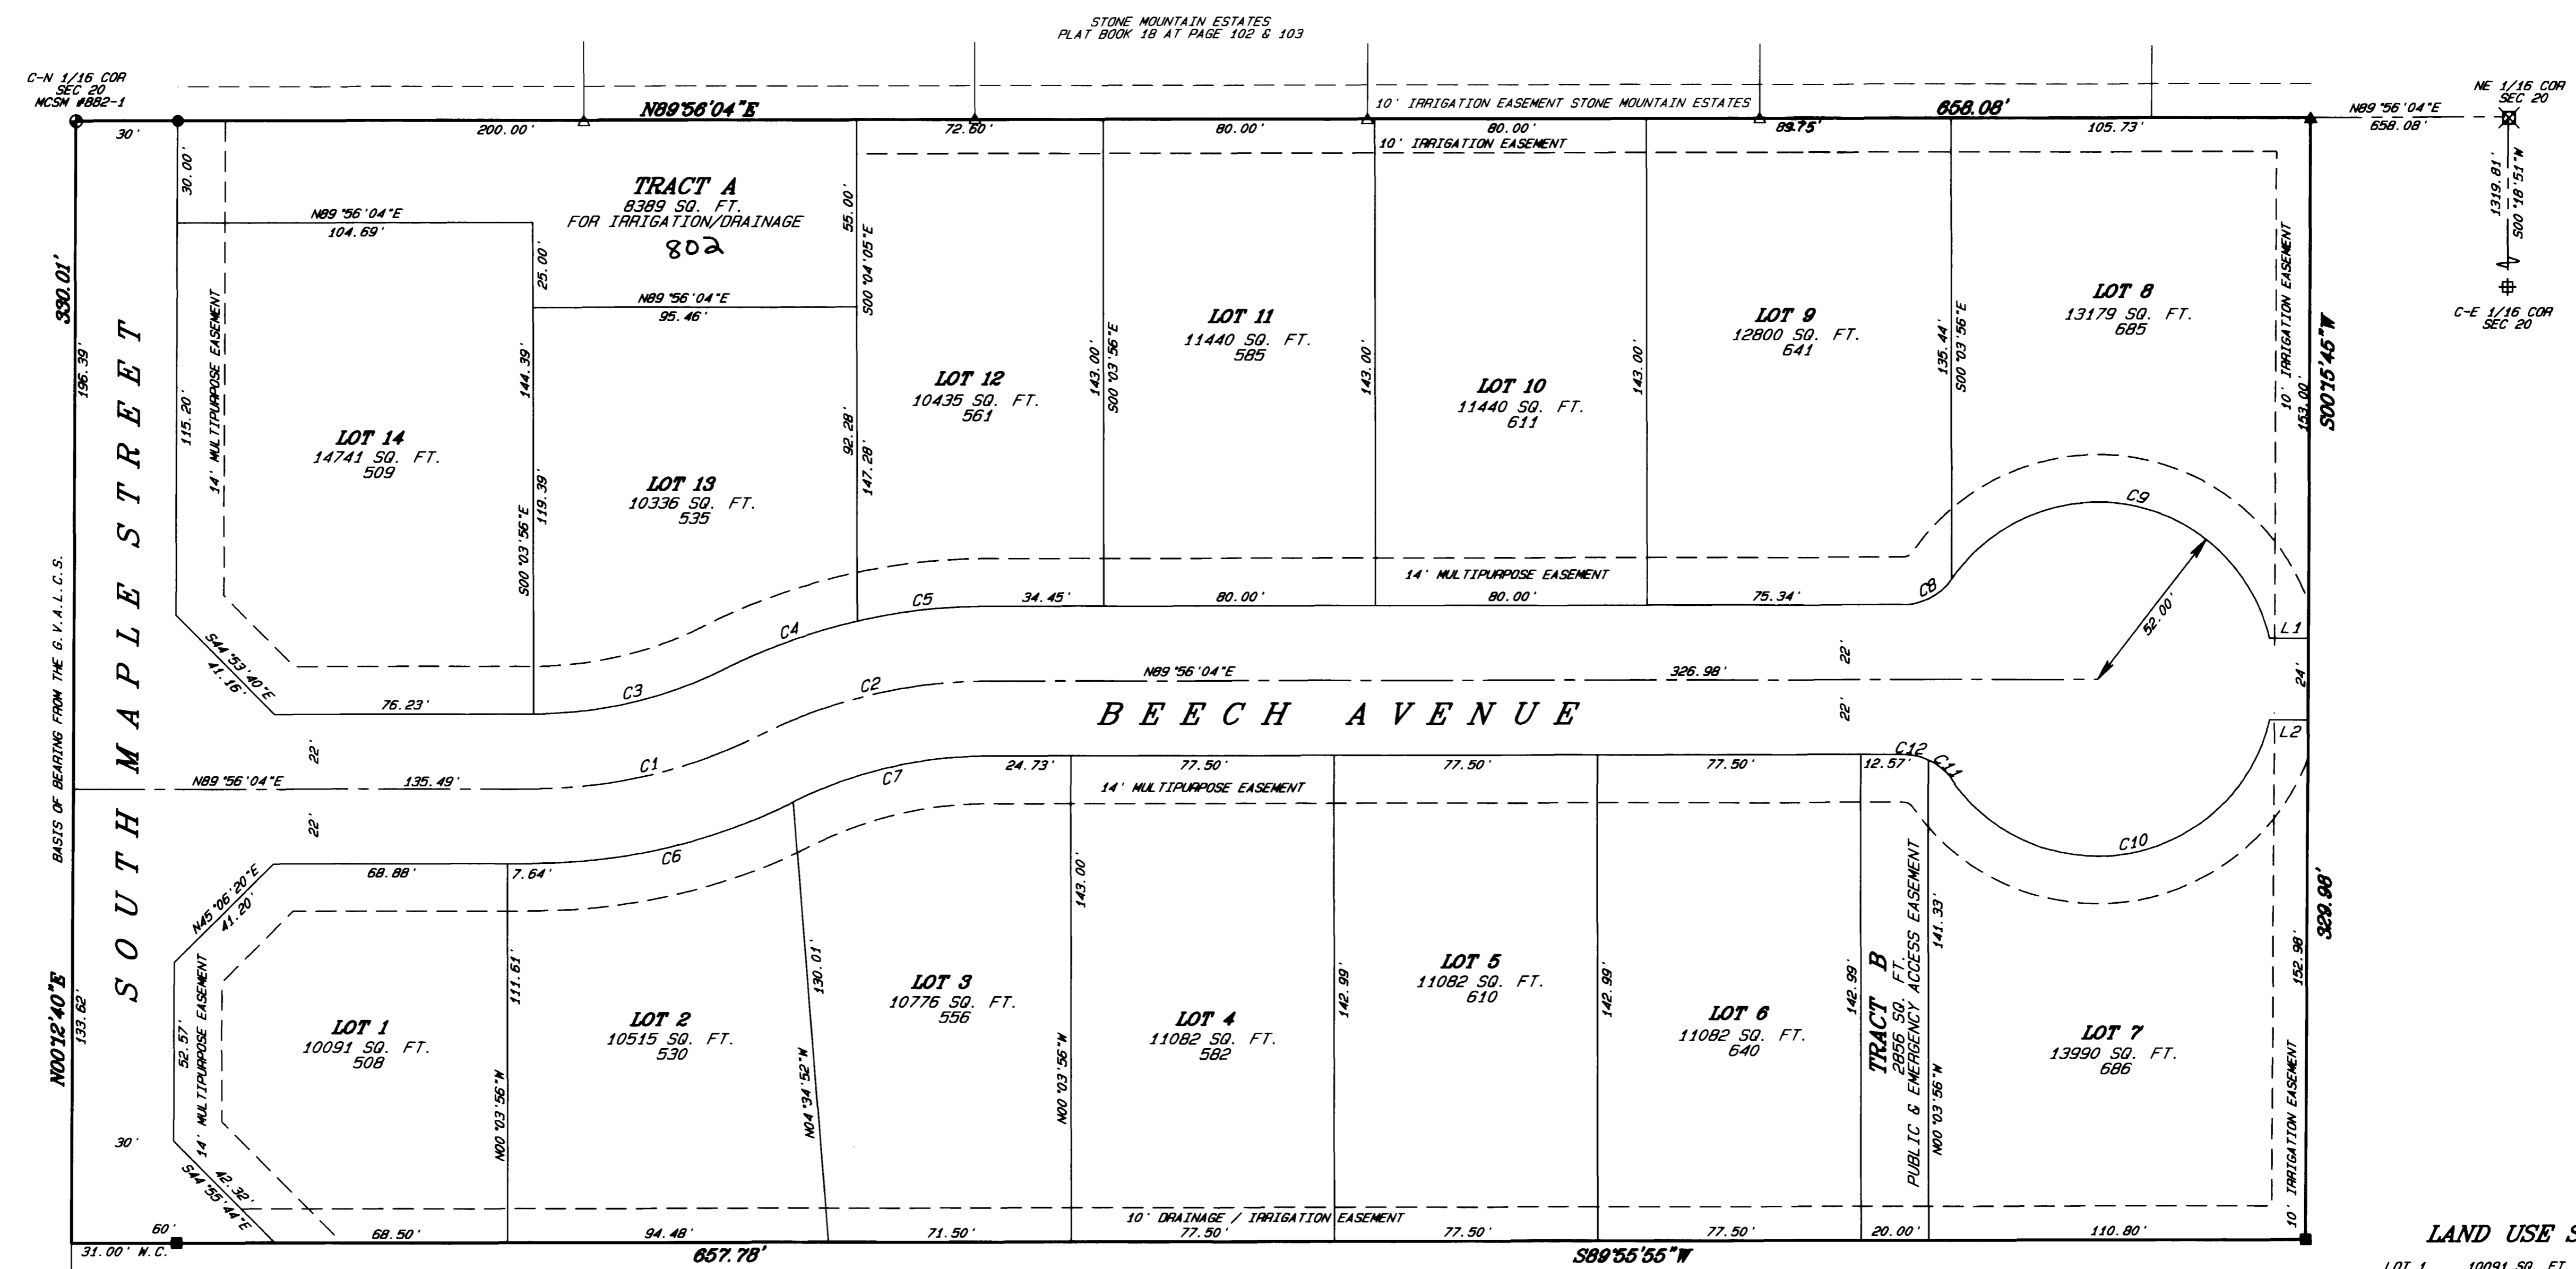 STONE MOUNTAIN ESTATES
PLAT BOOK 18 AT PAGE 102 & 103
C-N 1/16 COR
SEC 20
MCSM #882-1
N89°56'04"E
10' IRRIGATION EASEMENT STONE MOUNTAIN ESTATES
658.08'
N89°56'04"E
658.08'
NE 1/16 COR
SEC 20
30'
200.00'
72.60'
80.00'
80.00'
105.73'
10' IRRIGATION EASEMENT
1319.81'
S00°18'51"W
C-E 1/16 COR
SEC 20
30.00'
TRACT A
8389 SQ. FT.
FOR IRRIGATION/DRAINAGE
802
55.00'
S00°04'05"E
N89°56'04"E
104.69'
25.00'
N89°56'04"E
95.46'
330.01'
196.39'
SOUTH MAPLE STREET
115.20'
14' MULTIPURPOSE EASEMENT
LOT 14
14741 SQ. FT.
509
144.39'
119.39'
S00°03'56"E
LOT 13
10336 SQ. FT.
535
92.28'
147.28'
LOT 12
10435 SQ. FT.
561
143.00'
S00°03'56"E
LOT 11
11440 SQ. FT.
585
143.00'
LOT 10
11440 SQ. FT.
611
143.00'
LOT 9
12800 SQ. FT.
641
135.44'
S00°03'56"E
LOT 8
13179 SQ. FT.
685
10' IRRIGATION EASEMENT
153.00'
S00°15'45"W
BASIS OF BEARING FROM THE G.V.A.L.C.S.
S44°53'40"E
41.16'
76.23'
C3
C4
C5
34.45'
80.00'
14' MULTIPURPOSE EASEMENT
80.00'
75.34'
C8
C9
52.00'
L1
22'
N89°56'04"E
326.98'
24'
22'
BEECH AVENUE
L2
22'
N89°56'04"E
135.49'
22'
C1
C2
C6
C7
24.73'
77.50'
77.50'
77.50'
12.57'
C12
C11
C10
14' MULTIPURPOSE EASEMENT
N45°06'20"E
41.20'
68.88'
7.64'
N00°12'40"E
133.62'
52.57'
14' MULTIPURPOSE EASEMENT
LOT 1
10091 SQ. FT.
508
111.61'
N00°03'56"W
LOT 2
10515 SQ. FT.
530
130.01'
N04°34'52"W
LOT 3
10776 SQ. FT.
556
143.00'
N00°03'56"W
LOT 4
11082 SQ. FT.
582
142.99'
LOT 5
11082 SQ. FT.
610
142.99'
LOT 6
11082 SQ. FT.
640
142.99'
TRACT B
2856 SQ. FT.
PUBLIC & EMERGENCY ACCESS EASEMENT
141.33'
N00°03'56"W
LOT 7
13990 SQ. FT.
686
152.98'
329.98'
10' IRRIGATION EASEMENT
30'
42.32'
S44°55'44"E
60'
31.00' W.C.
68.50'
94.48'
71.50'
10' DRAINAGE / IRRIGATION EASEMENT
77.50'
77.50'
77.50'
20.00'
110.80'
657.78'
S89°55'55"W
LAND USE S
LOT 1 10091 SQ. FT